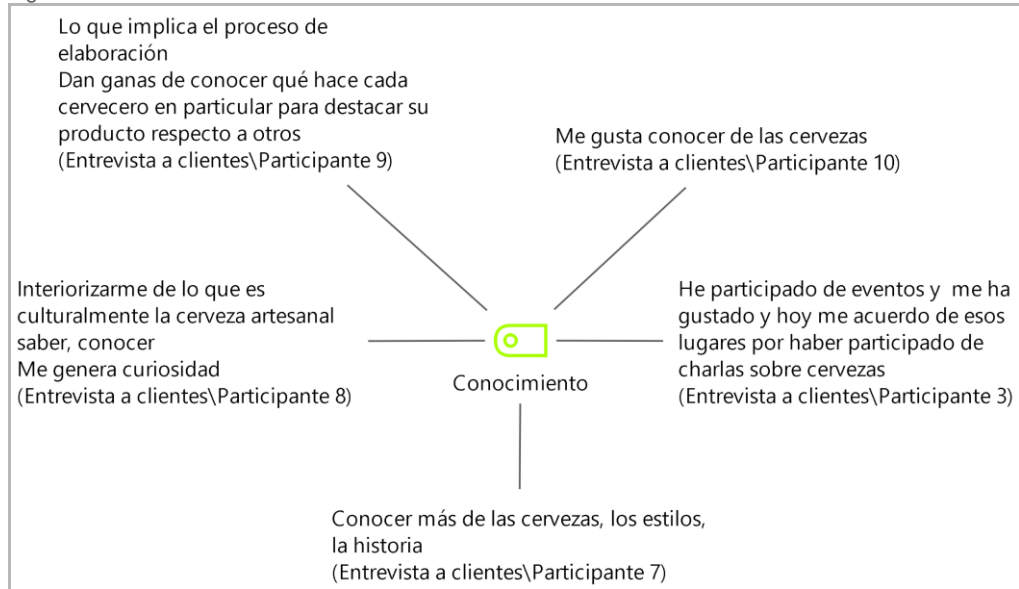 Lo que implica el proceso de
elaboración
Dan ganas de conocer qué hace cada
cervecero en particular para destacar su
producto respecto a otros
(Entrevista a clientes\Participante 9)
Me gusta conocer de las cervezas
(Entrevista a clientes\Participante 10)
Interiorizarme de lo que es
culturalmente la cerveza artesanal
saber, conocer
Me genera curiosidad
(Entrevista a clientes\Participante 8)
He participado de eventos y me ha
gustado y hoy me acuerdo de esos
lugares por haber participado de
charlas sobre cervezas
(Entrevista a clientes\Participante 3)
Conocimiento
Conocer más de las cervezas, los estilos,
la historia
(Entrevista a clientes\Participante 7)